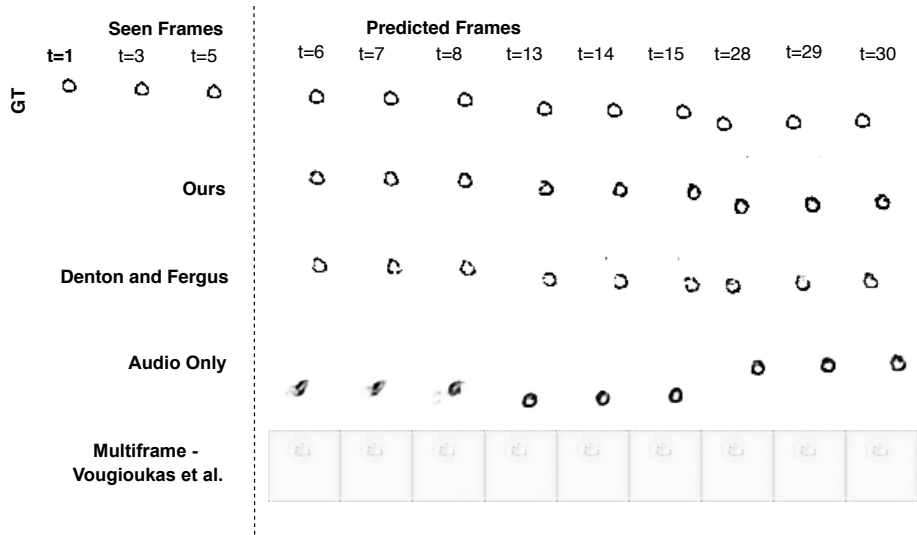 Seen Frames
Predicted Frames
t=1 t=3 t=5
t=6 t=7 t=8 t=13 t=14 t=15 t=28 t=29 t=30
GT
Ours
Denton and Fergus
Audio Only
Multiframe -
Vougioukas et al.